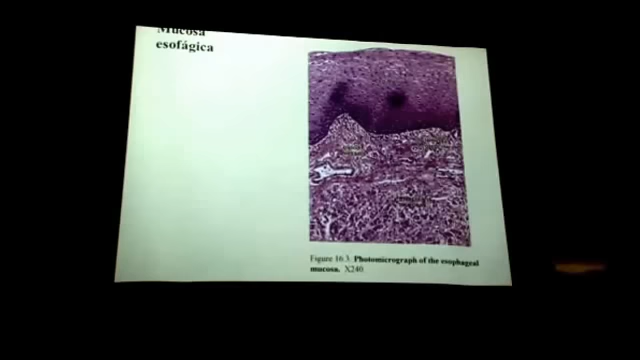 Mucosa
esofágica
Figure 16.3. Photomicrograph of the esophageal
mucosa. X240